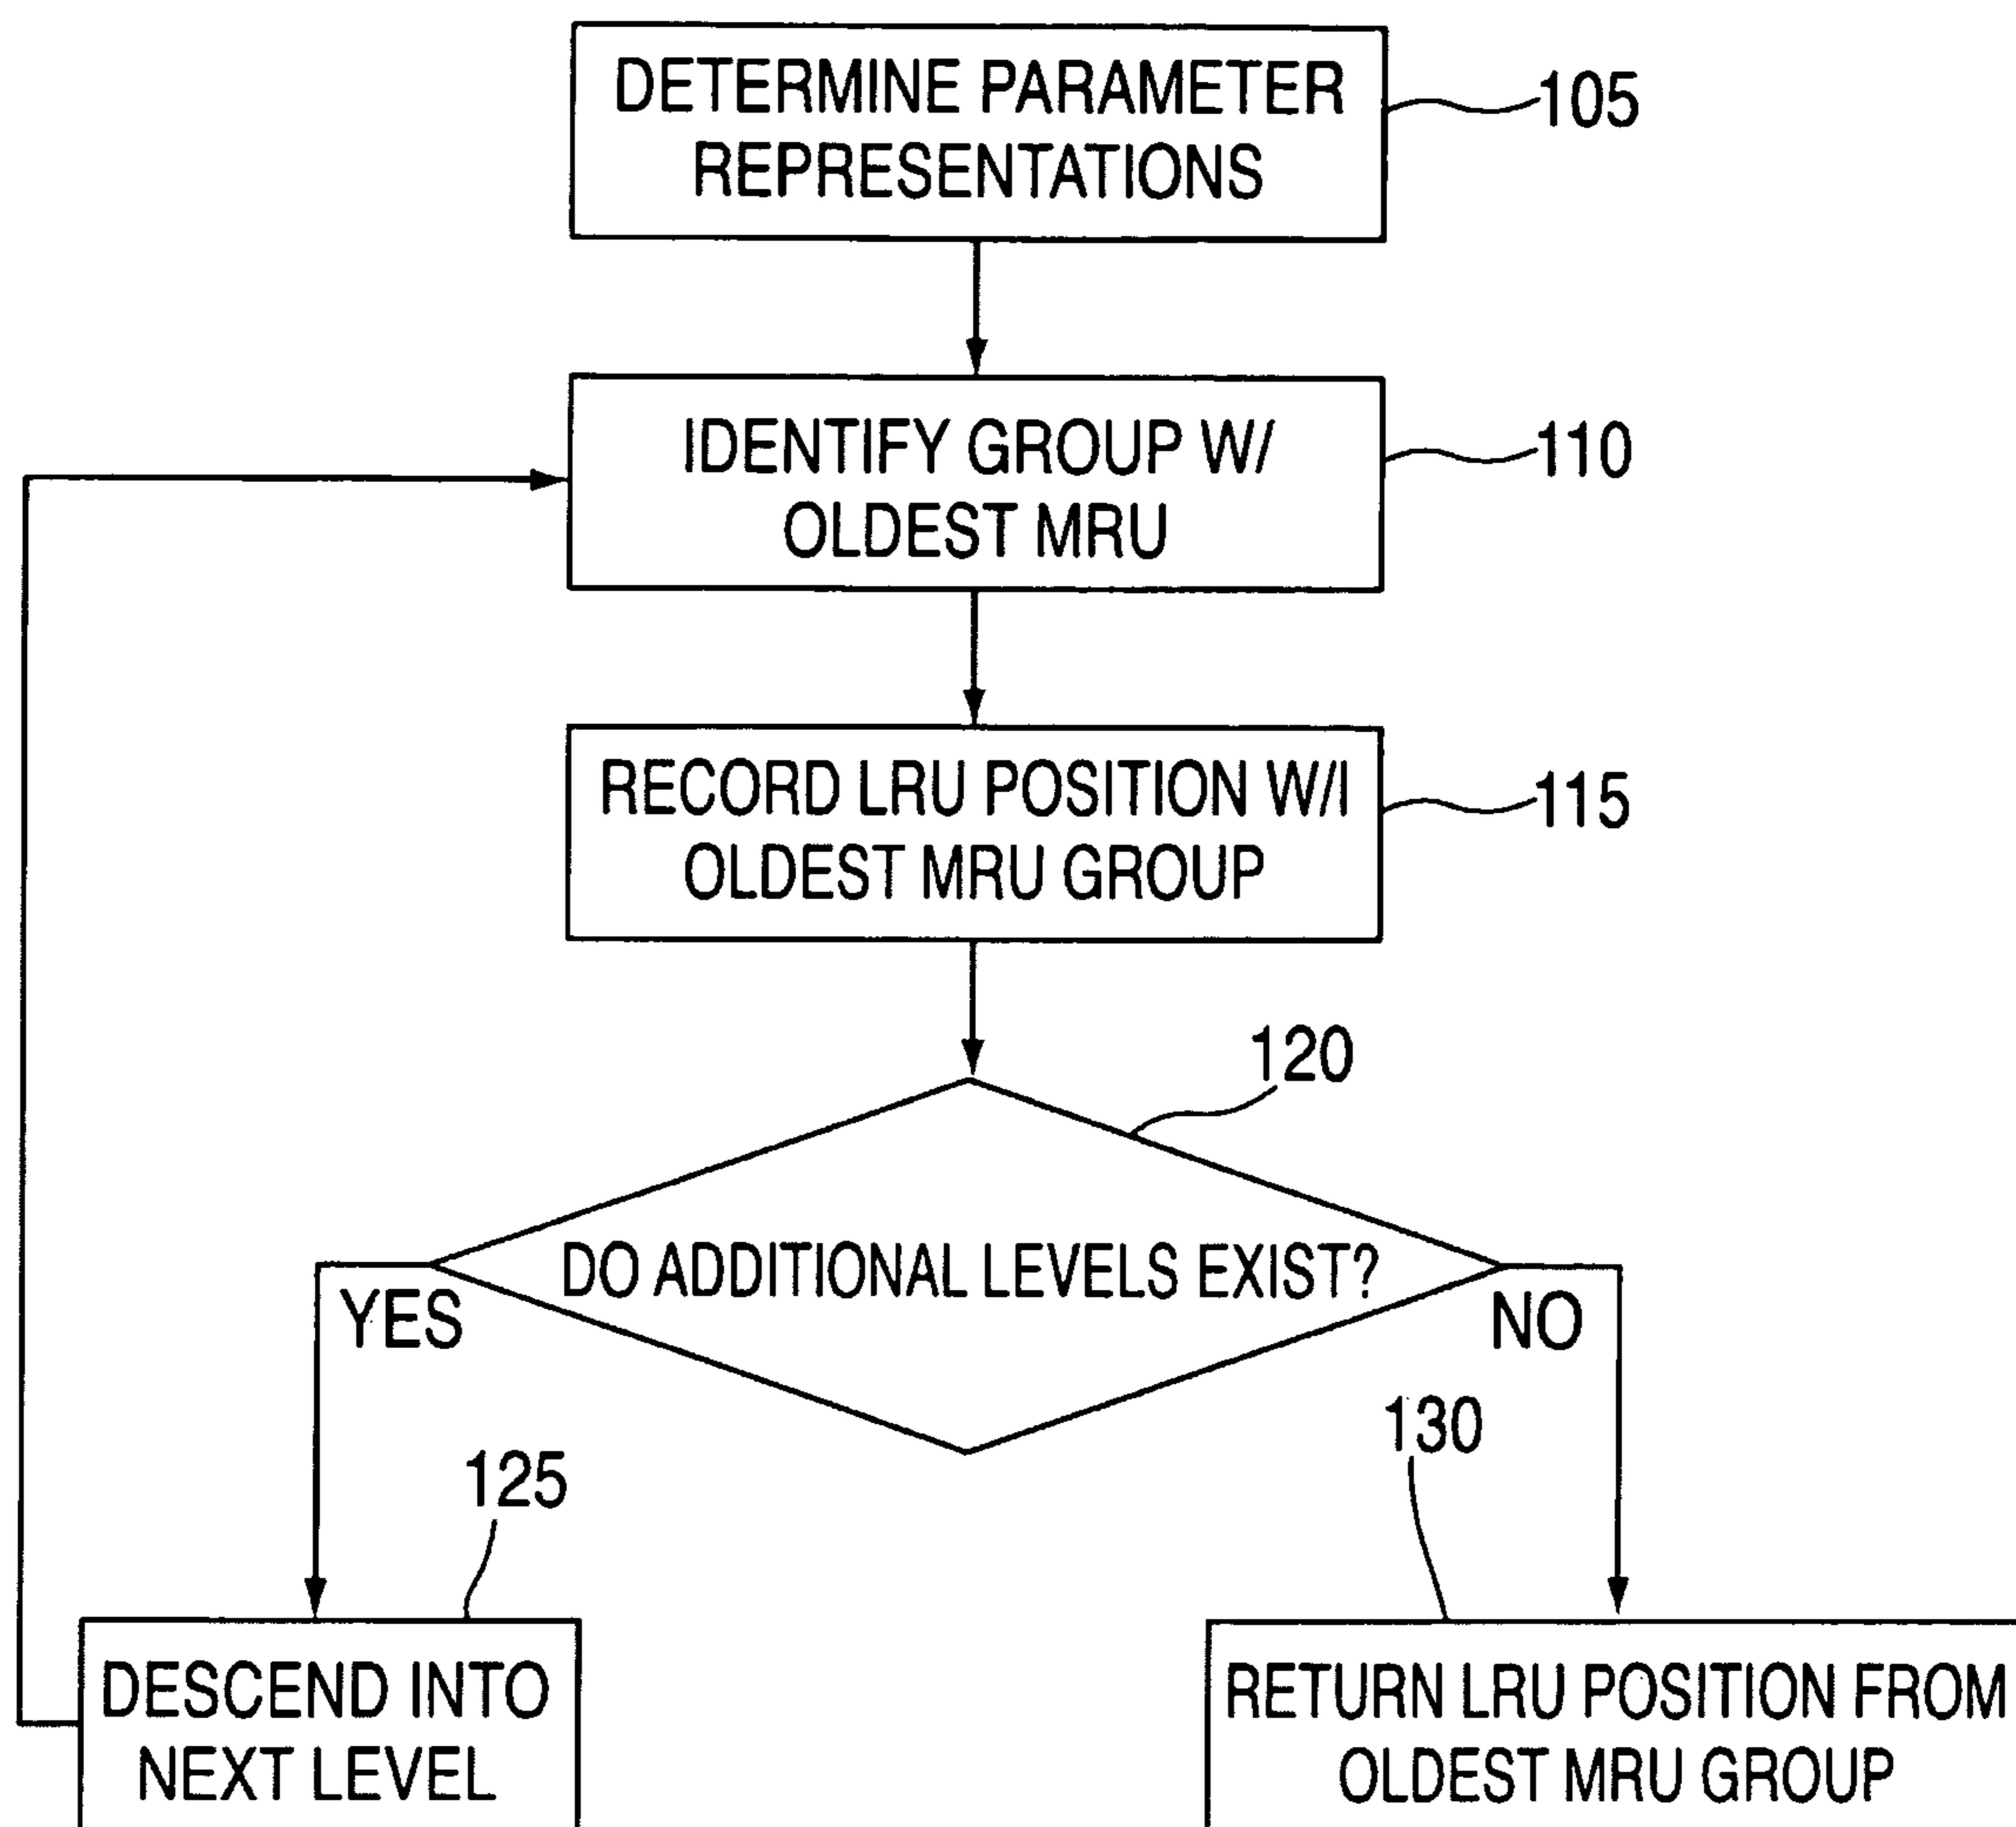 DETERMINE PARAMETER
REPRESENTATIONS
105
IDENTIFY GROUP W/
OLDEST MRU
110
RECORD LRU POSITION W/I
OLDEST MRU GROUP
115
120
DO ADDITIONAL LEVELS EXIST?
YES
NO
125
130
DESCEND INTO
NEXT LEVEL
RETURN LRU POSITION FROM
OLDEST MRU GROUP